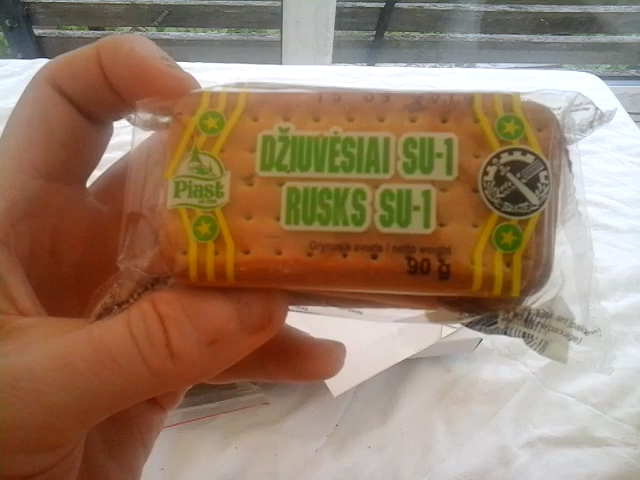 DŽIUVĖSIAI SU-1
Piast
RUSKS SU-1
Grynasis svoris / netto weight
90 g